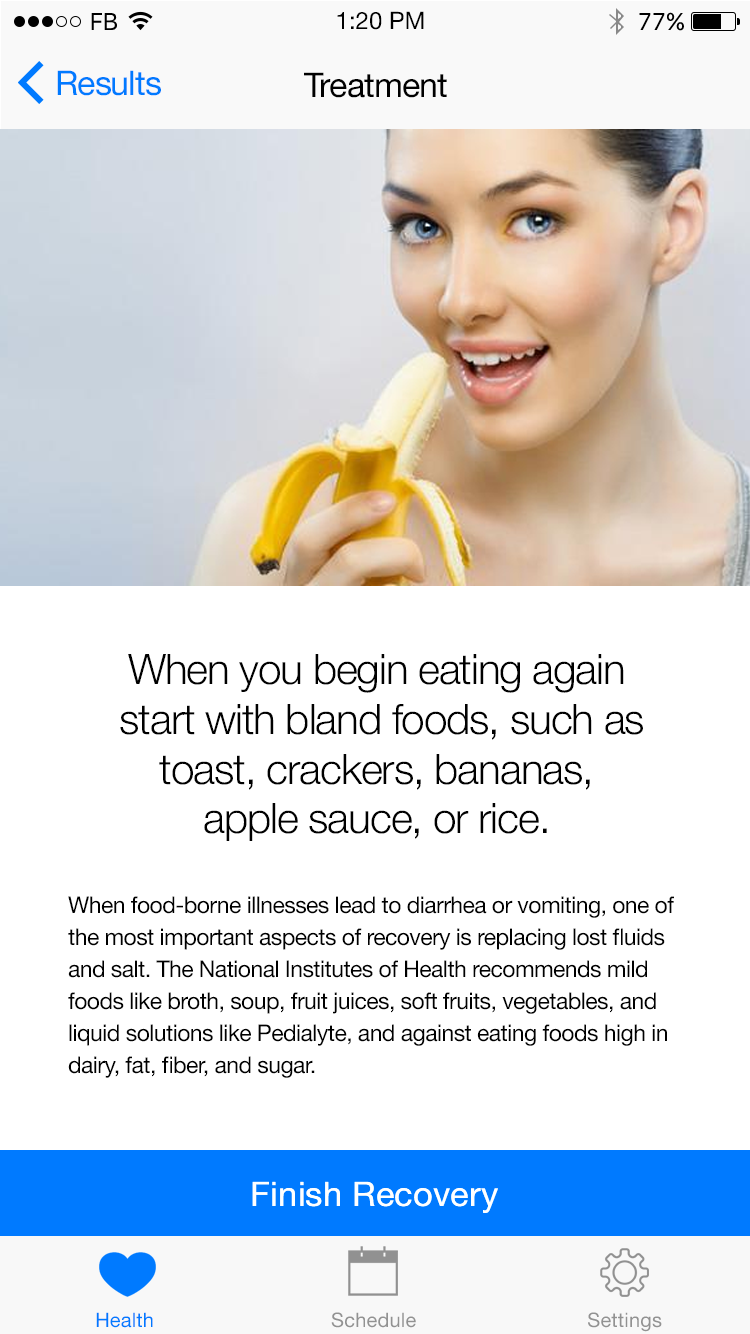 FB 1:20 PM 77%
Results Treatment
When you begin eating again
start with bland foods, such as
toast, crackers, bananas,
apple sauce, or rice.
When food-borne illnesses lead to diarrhea or vomiting, one of
the most important aspects of recovery is replacing lost fluids
and salt. The National Institutes of Health recommends mild
foods like broth, soup, fruit juices, soft fruits, vegetables, and
liquid solutions like Pedialyte, and against eating foods high in
dairy, fat, fiber, and sugar.
Finish Recovery
Health Schedule Settings